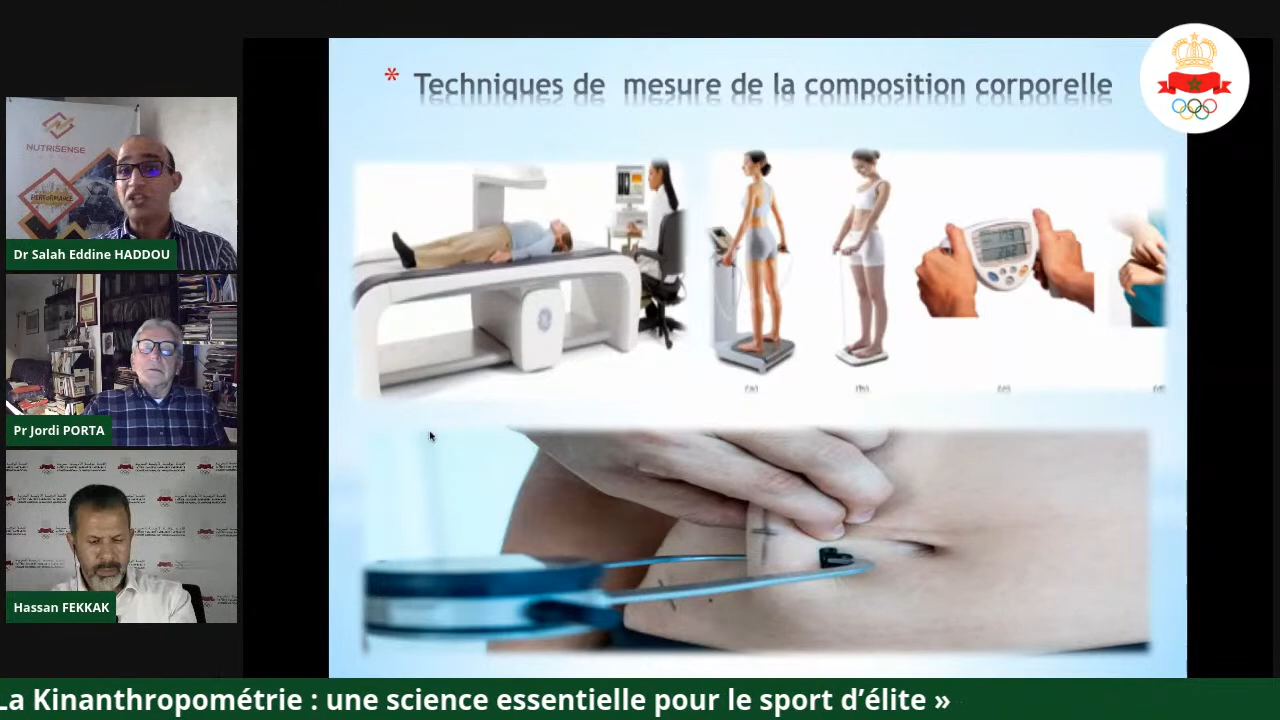 * Techniques de mesure de la composition corporelle
NUTRISENSE
PERFORMANCE
Dr Salah Eddine HADDOU
Pr Jordi PORTA
Hassan FEKKAK
La Kinanthropométrie : une science essentielle pour le sport d’élite »